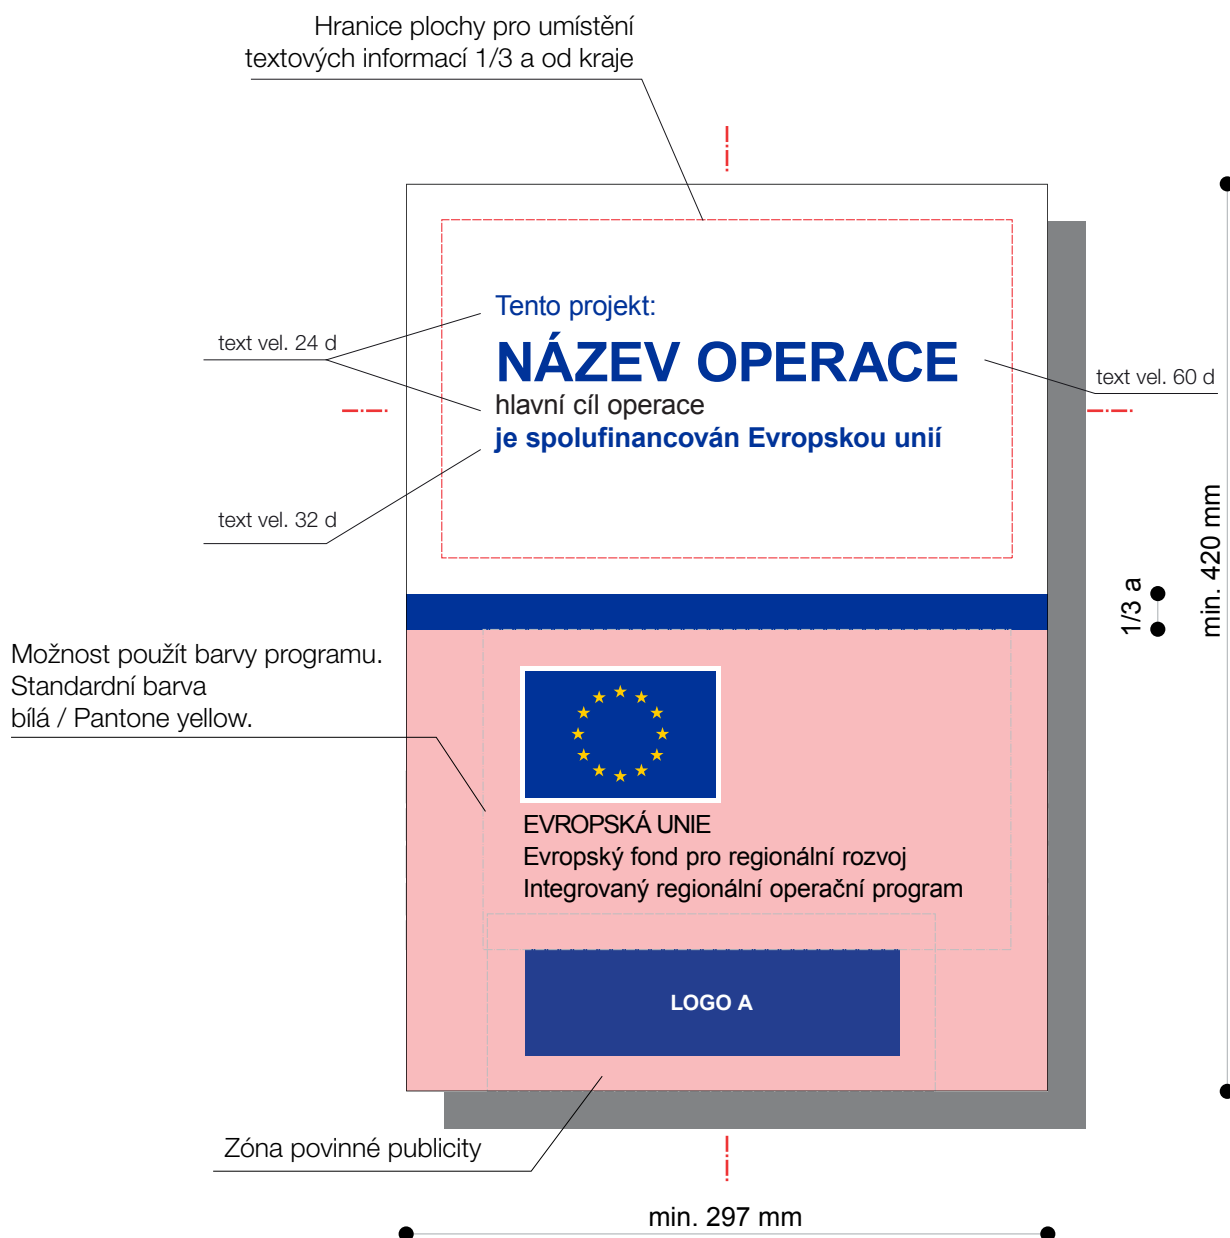 Hranice plochy pro umístění
textových informací 1/3 a od kraje
Tento projekt:
text vel. 24 d
NÁZEV OPERACE
text vel. 60 d
hlavní cíl operace
je spolufinancován Evropskou unií
text vel. 32 d
min. 420 mm
1/3 a
Možnost použít barvy programu.
Standardní barva
bílá / Pantone yellow.
EVROPSKÁ UNIE
Evropský fond pro regionální rozvoj
Integrovaný regionální operační program
LOGO A
Zóna povinné publicity
min. 297 mm